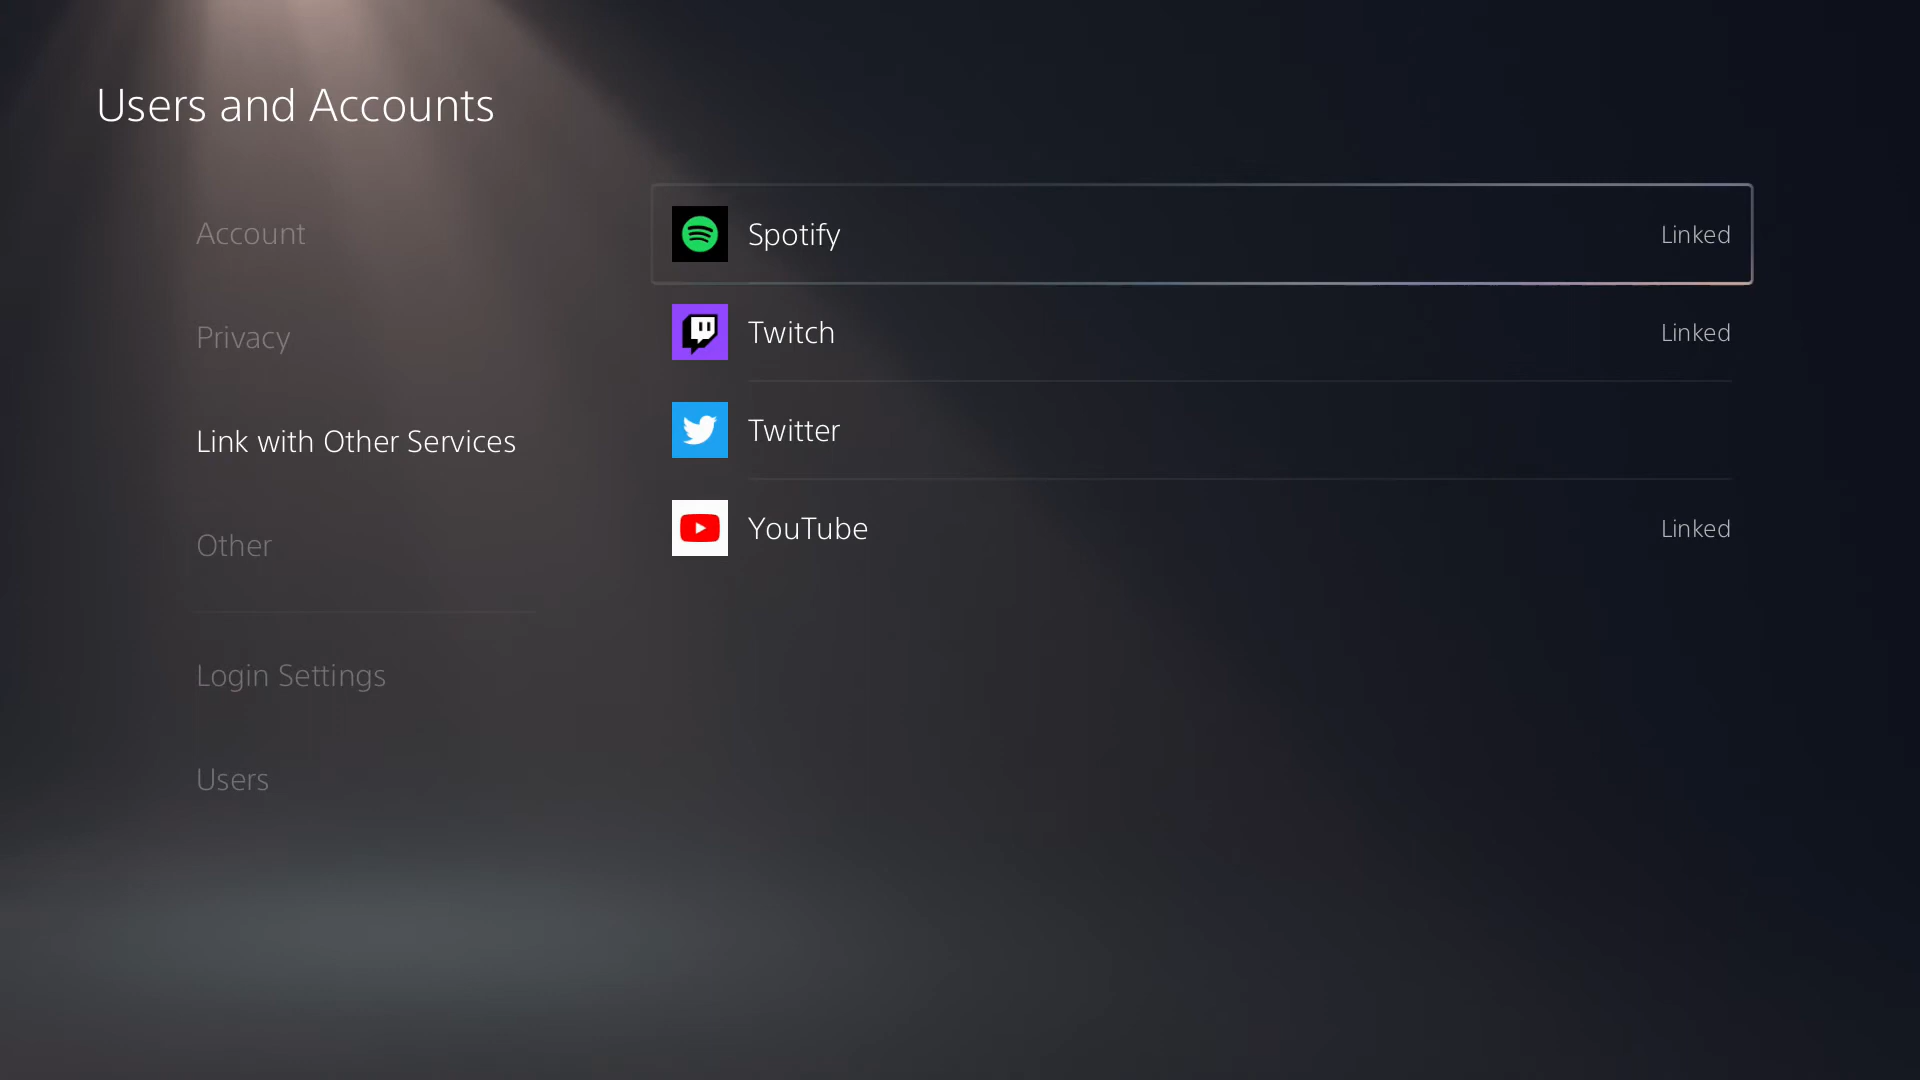 Users and Accounts
Account
Privacy
Link with Other Services
Other
Login Settings
Users
Spotify
Linked
Twitch
Linked
Twitter
YouTube
Linked